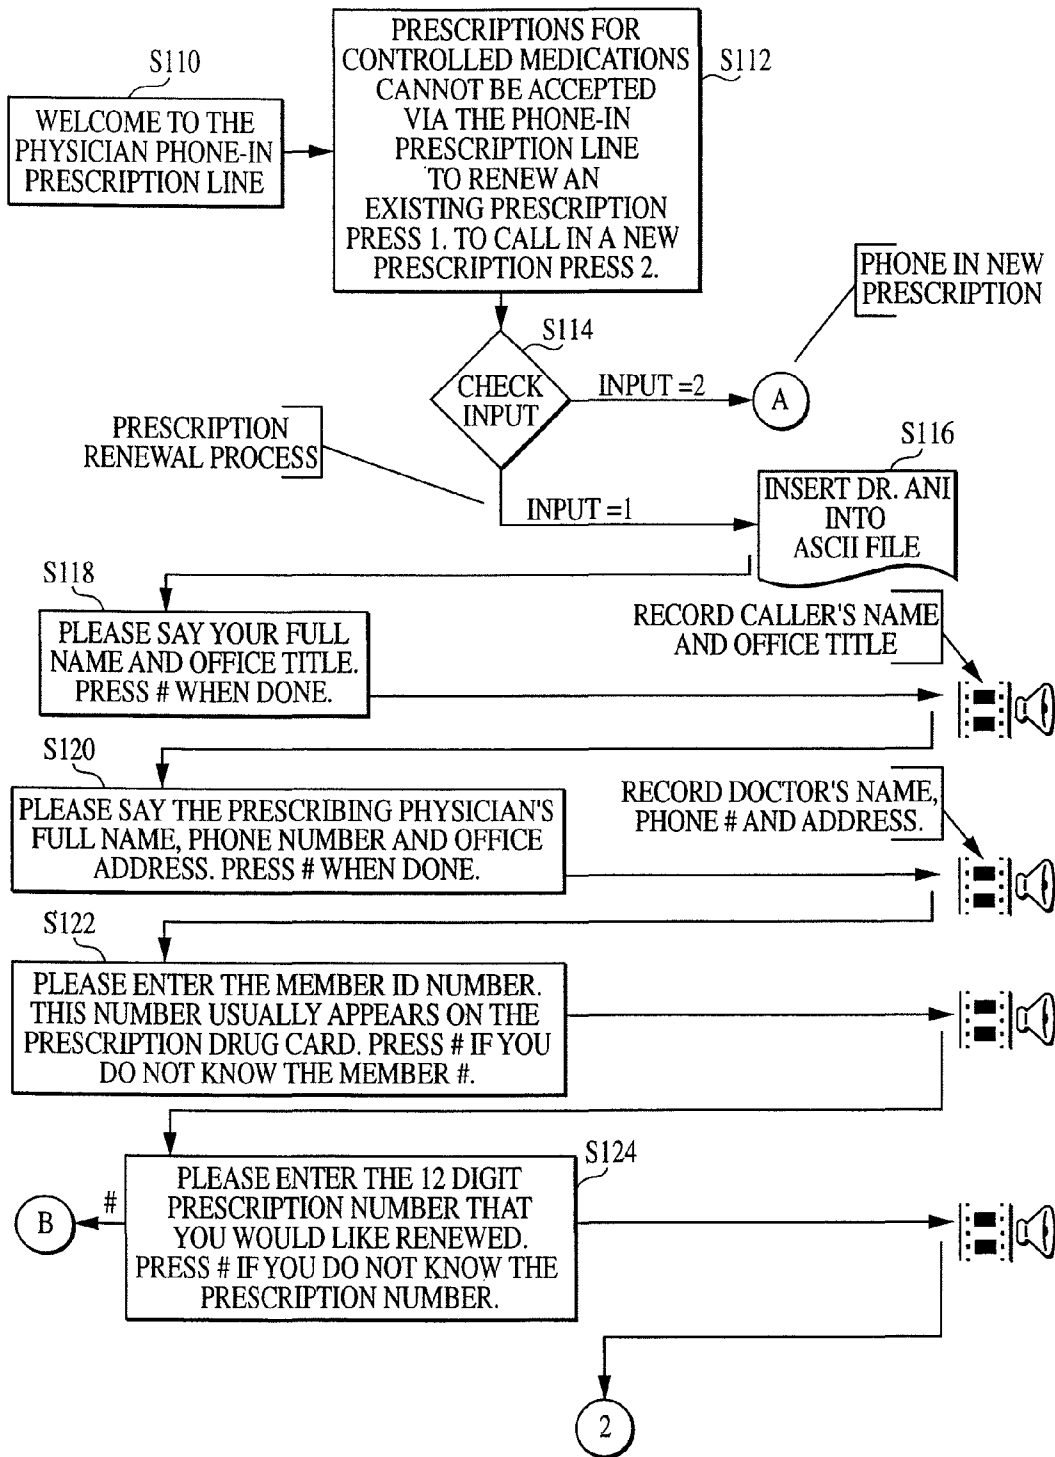 S110
WELCOME TO THE
PHYSICIAN PHONE-IN
PRESCRIPTION LINE
PRESCRIPTIONS FOR
CONTROLLED MEDICATIONS
CANNOT BE ACCEPTED
VIA THE PHONE-IN
PRESCRIPTION LINE
TO RENEW AN
EXISTING PRESCRIPTION
PRESS 1. TO CALL IN A NEW
PRESCRIPTION PRESS 2.
S112
PHONE IN NEW
PRESCRIPTION
S114
CHECK
INPUT
INPUT =2
A
PRESCRIPTION
RENEWAL PROCESS
INPUT =1
S116
INSERT DR. ANI
INTO
ASCII FILE
S118
PLEASE SAY YOUR FULL
NAME AND OFFICE TITLE.
PRESS # WHEN DONE.
RECORD CALLER'S NAME
AND OFFICE TITLE
S120
PLEASE SAY THE PRESCRIBING PHYSICIAN'S
FULL NAME, PHONE NUMBER AND OFFICE
ADDRESS. PRESS # WHEN DONE.
RECORD DOCTOR'S NAME,
PHONE # AND ADDRESS.
S122
PLEASE ENTER THE MEMBER ID NUMBER.
THIS NUMBER USUALLY APPEARS ON THE
PRESCRIPTION DRUG CARD. PRESS # IF YOU
DO NOT KNOW THE MEMBER #.
S124
PLEASE ENTER THE 12 DIGIT
PRESCRIPTION NUMBER THAT
YOU WOULD LIKE RENEWED.
PRESS # IF YOU DO NOT KNOW THE
PRESCRIPTION NUMBER.
#
B
2